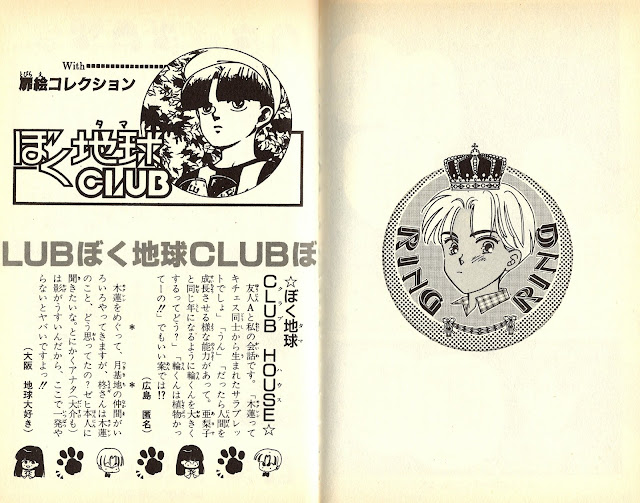 With
扉絵コレクション
ぼく地球
CLUB
LUBぼく地球CLUBぼ
☆ぼく地球
CLUB HOUSE☆
友人Aと私の会話です。「木蓮って
キチェス同士から生まれたサラブレッ
トでしょ」「うん」「だったら人間を
成長させる様な能力があって。亜梨子
と同じ年になるように輪くんを大きく
するってどう?」「輪くんは植物かっ
てーの!!」でもいい案では!?
(広島 匿名)
* *
木蓮をめぐって、月基地の仲間がい
ろいろやってきますが、柊さんは木蓮
のこと、どう思ってたの?ゼヒ本人に
聞きたいな。とにかくアナタ(大介も)
は影がうすいんだから、ここで一発や
らないとヤバいですよっ!!
(大阪 地球大好き)
RING RING